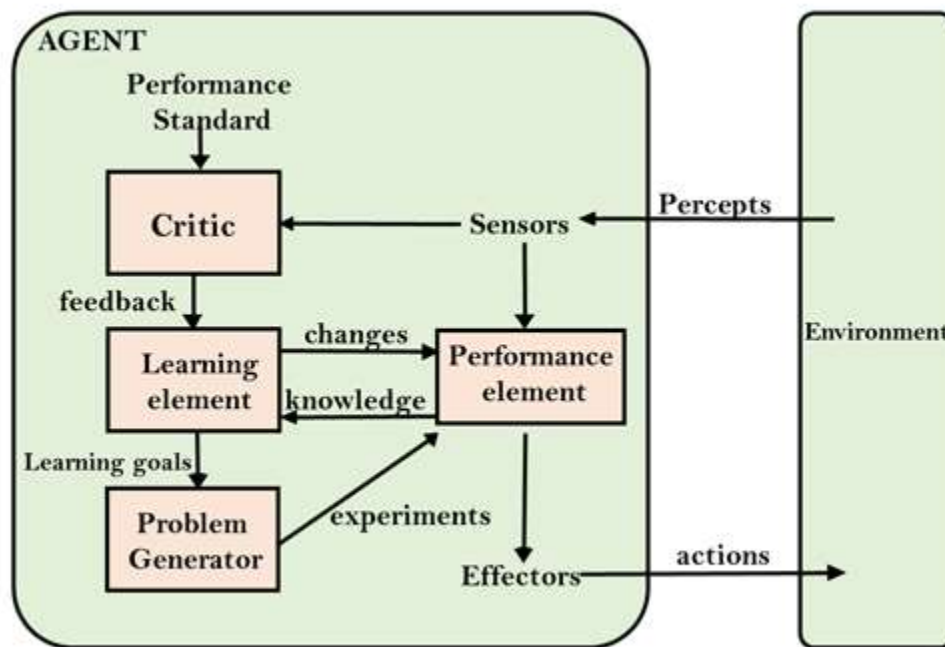 AGENT
Performance
Standard
Critic
Sensors
Percepts
feedback
changes
Environment
Learning
element
Performance
element
knowledge
Learning goals
Problem
Generator
experiments
Effectors
actions